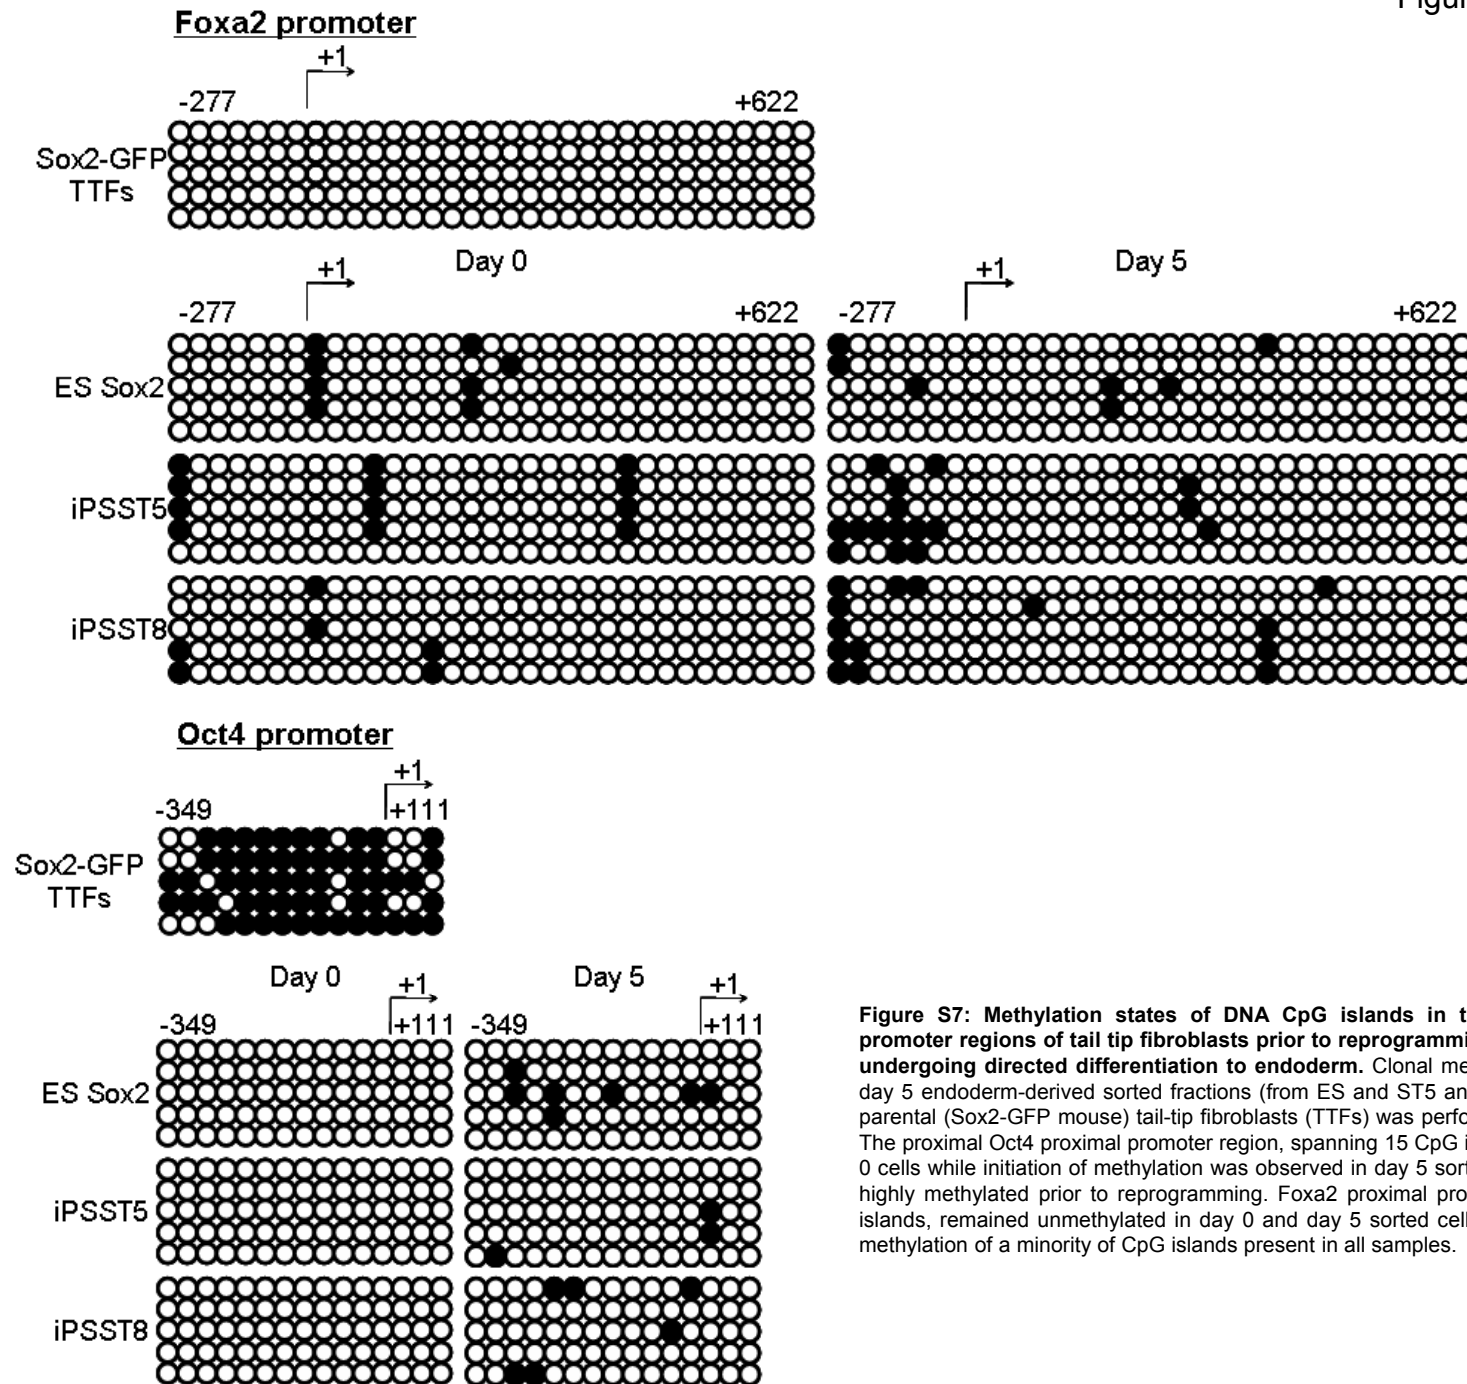 Figur
Foxa2 promoter
+1
-277 +622
Sox2-GFP
TTFs
Day 0 Day 5
+1 +1
-277 +622 -277 +622
ES Sox2
iPSST5
iPSST8
Oct4 promoter
+1
-349 +111
Sox2-GFP
TTFs
Day 0 Day 5
+1 +1
-349 +111 -349 +111
ES Sox2
iPSST5
iPSST8
Figure S7: Methylation states of DNA CpG islands in t
promoter regions of tail tip fibroblasts prior to reprogrammi
undergoing directed differentiation to endoderm. Clonal me
day 5 endoderm-derived sorted fractions (from ES and ST5 an
parental (Sox2-GFP mouse) tail-tip fibroblasts (TTFs) was perfo
The proximal Oct4 proximal promoter region, spanning 15 CpG i
0 cells while initiation of methylation was observed in day 5 sort
highly methylated prior to reprogramming. Foxa2 proximal pro
islands, remained unmethylated in day 0 and day 5 sorted cell
methylation of a minority of CpG islands present in all samples.